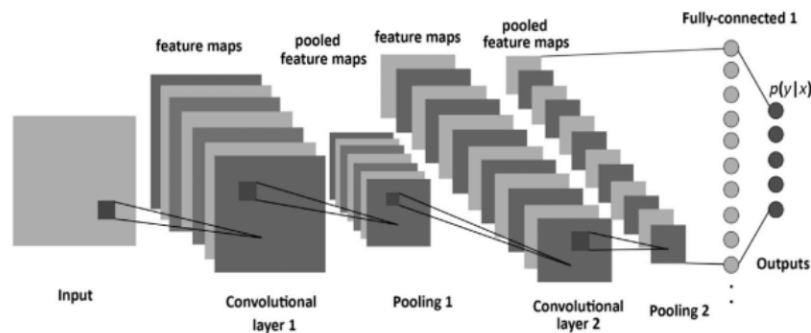 feature maps
pooled
feature maps
feature maps
pooled
feature maps
Fully-connected 1
p(y|x)
Input
Convolutional
layer 1
Pooling 1
Convolutional
layer 2
Pooling 2
Outputs